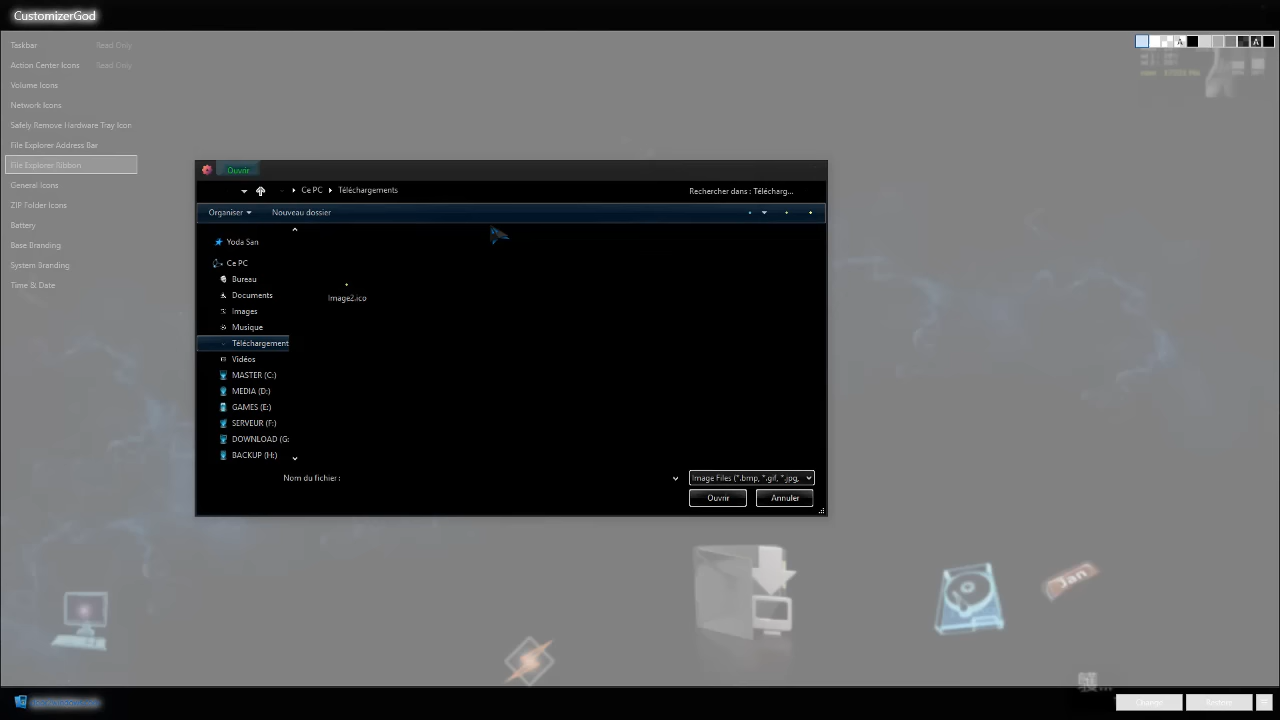 CustomizerGod
Taskbar Read Only
Action Center Icons Read Only
Volume Icons
Network Icons
Safely Remove Hardware Tray Icon
File Explorer Address Bar
File Explorer Ribbon
General Icons
ZIP Folder Icons
Battery
Base Branding
System Branding
Time & Date
A
A
Ouvrir
Ce PC Téléchargements
Rechercher dans : Télécharg...
Organiser Nouveau dossier
Yoda San
Ce PC
Bureau
Documents
Images
Musique
Téléchargement
Vidéos
MASTER (C:)
MEDIA (D:)
GAMES (E:)
SERVEUR (F:)
DOWNLOAD (G:
BACKUP (H:)
Image2.ico
Nom du fichier :
Image Files (*.bmp, *.gif, *.jpg,
Ouvrir Annuler
Jan
Change